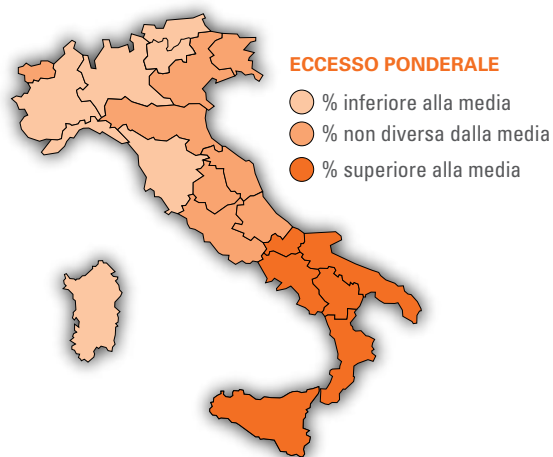 ECCESSO PONDERALE
% inferiore alla media
% non diversa dalla media
% superiore alla media